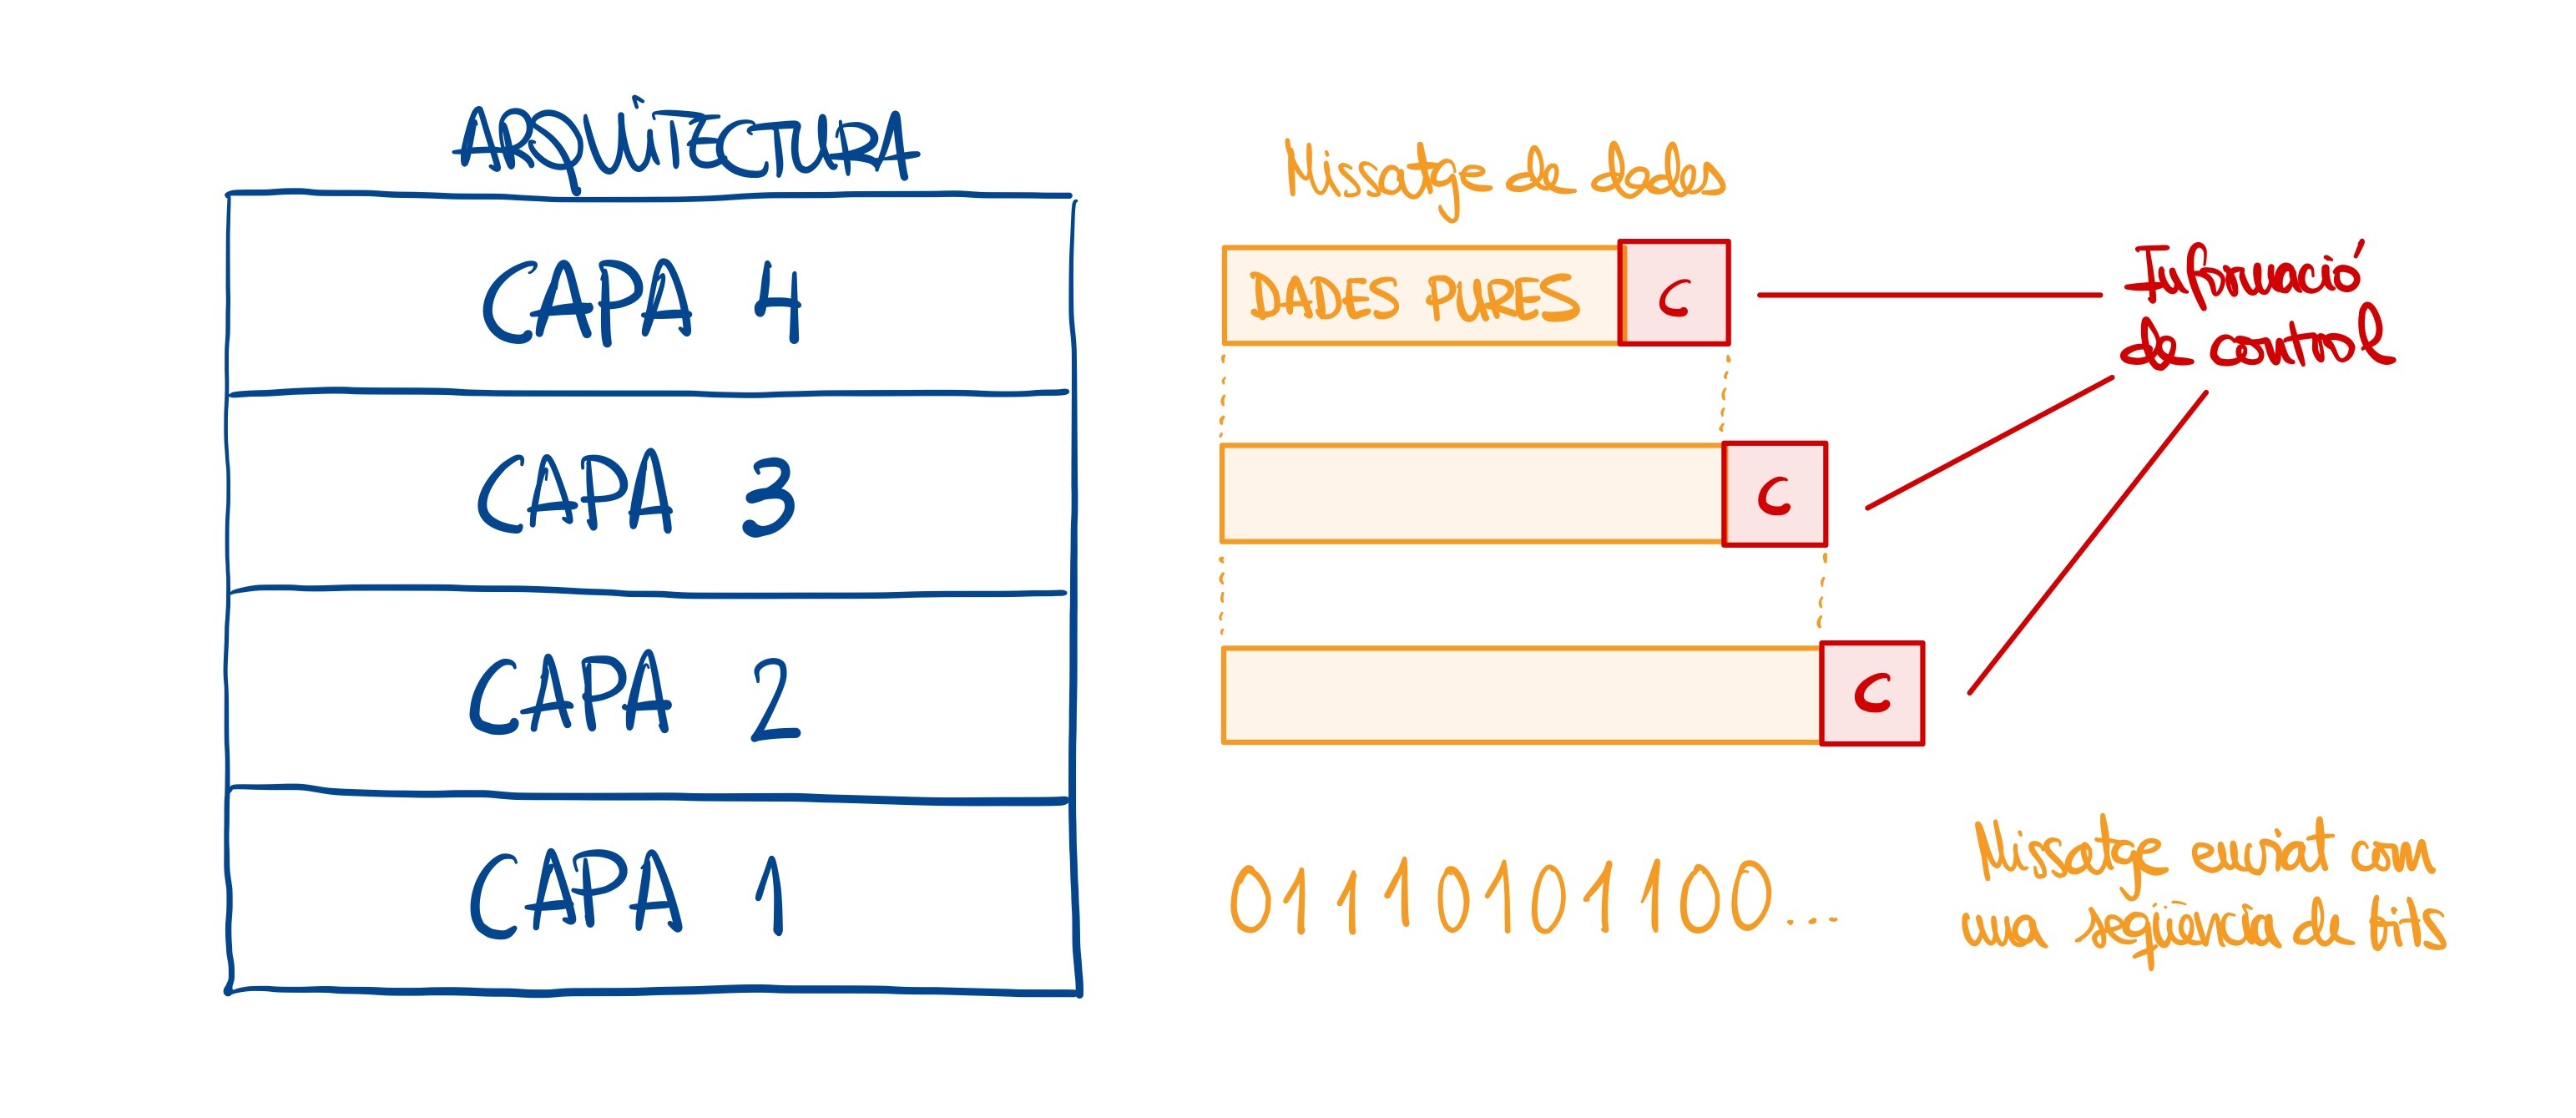 ARQUITECTURA
CAPA 4
CAPA 3
CAPA 2
CAPA 1
Missatge de dades
DADES PURES C
C
C
Informació
de control
01110101100...
Missatge enviat com
una seqüència de bits